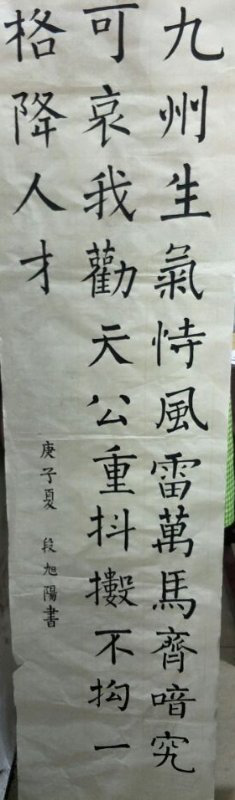 九州生氣恃風雷萬馬齊喑究
可哀我勸天公重抖擻不拘一
格降人才
庚子夏 段旭陽書